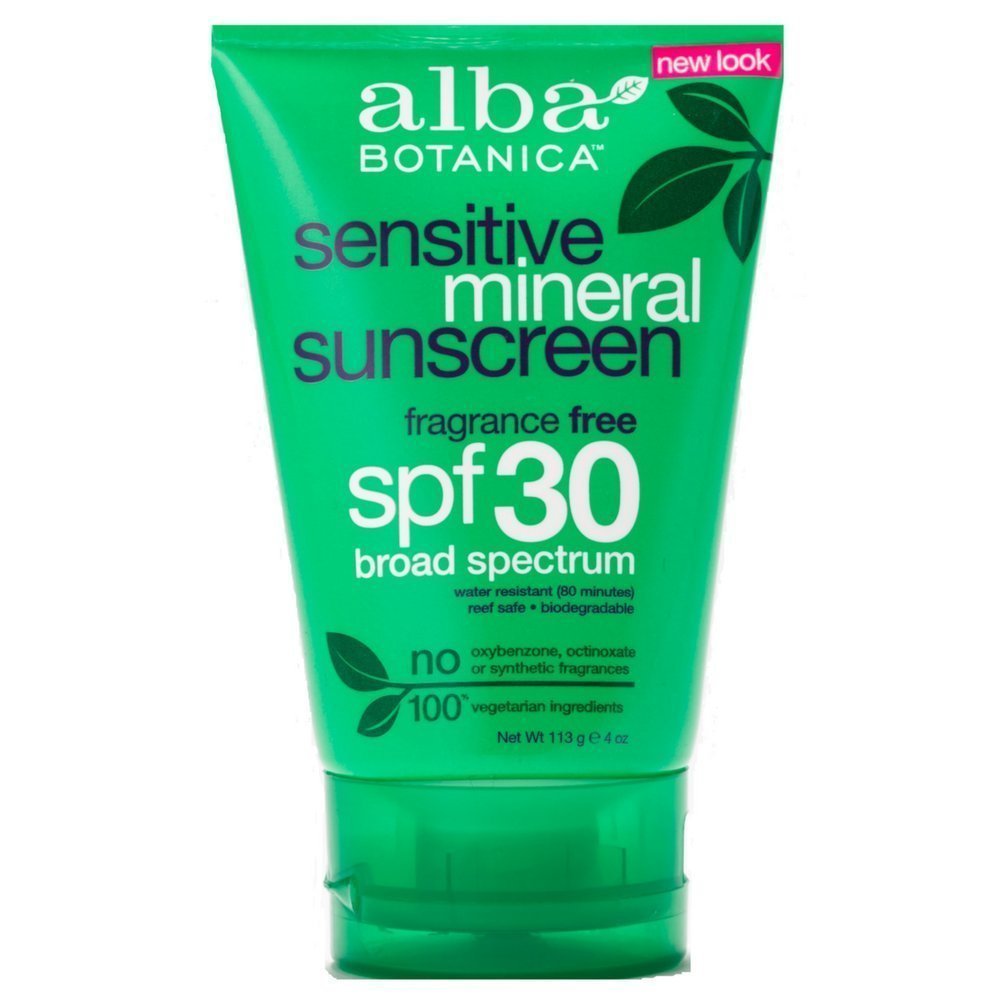 new look
alba
BOTANICA™
sensitive
mineral
sunscreen
fragrance free
spf 30
broad spectrum
water resistant (80 minutes)
reef safe • biodegradable
no oxybenzone, octinoxate
or synthetic fragrances
100% vegetarian ingredients
Net Wt 113 g ℮ 4 oz